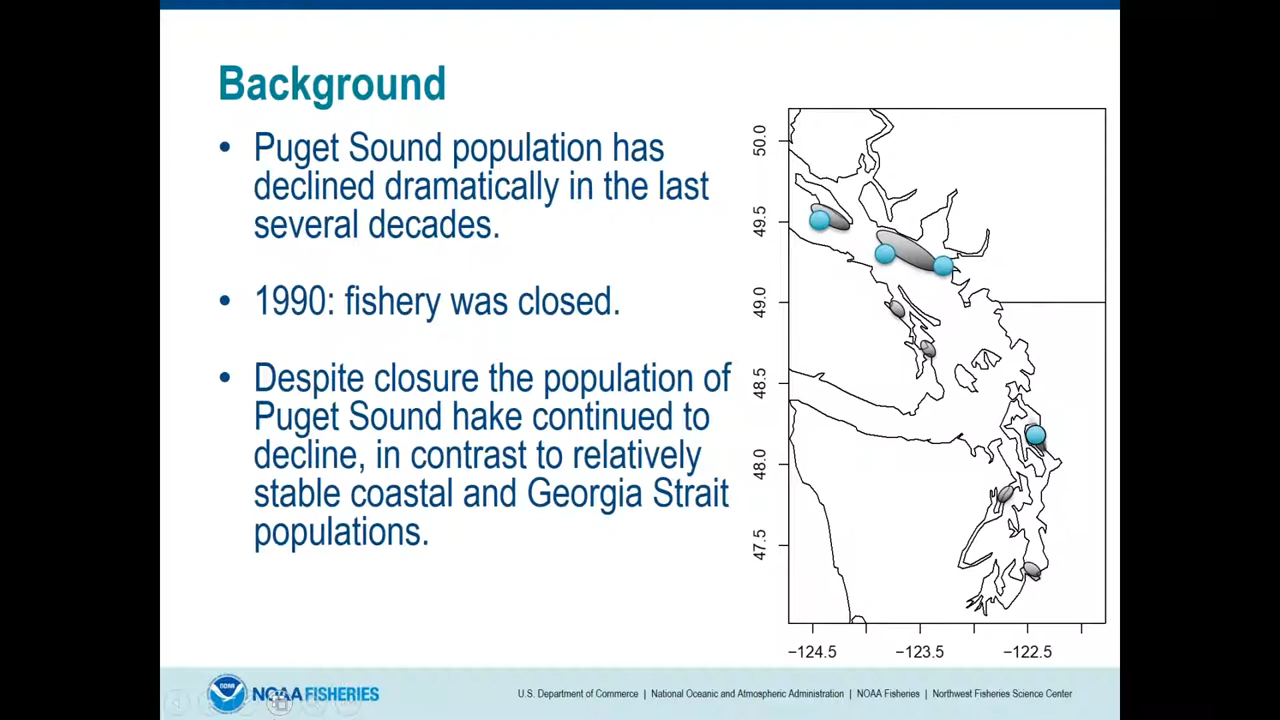 Background
• Puget Sound population has
declined dramatically in the last
several decades.
• 1990: fishery was closed.
• Despite closure the population of
Puget Sound hake continued to
decline, in contrast to relatively
stable coastal and Georgia Strait
populations.
50.0
49.5
49.0
48.5
48.0
47.5
−124.5 −123.5 −122.5
NOAA
NOAA FISHERIES
U.S. Department of Commerce | National Oceanic and Atmospheric Administration | NOAA Fisheries | Northwest Fisheries Science Center